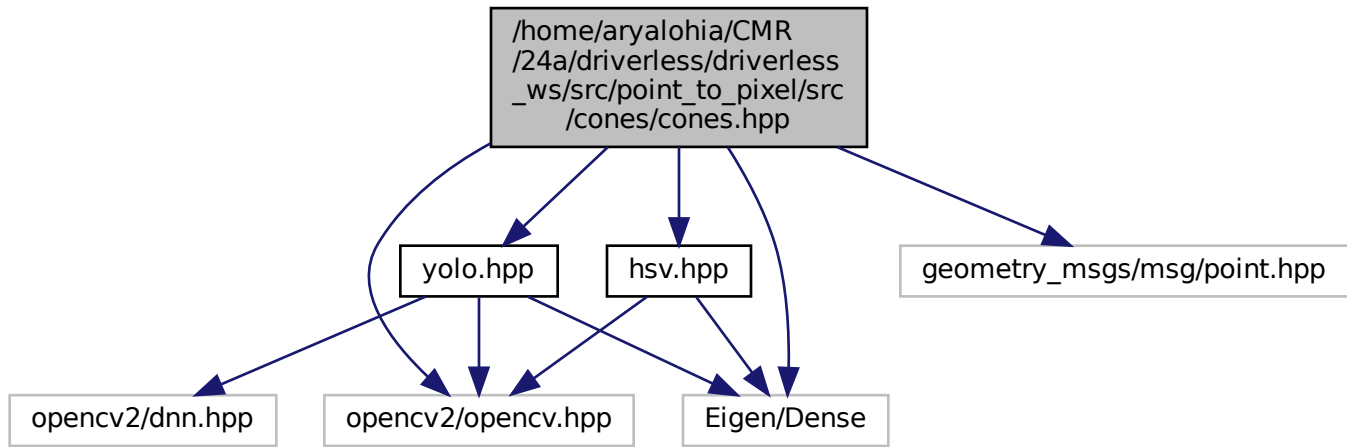 /home/aryalohia/CMR
/24a/driverless/driverless
_ws/src/point_to_pixel/src
/cones/cones.hpp
yolo.hpp
hsv.hpp
geometry_msgs/msg/point.hpp
opencv2/dnn.hpp
opencv2/opencv.hpp
Eigen/Dense